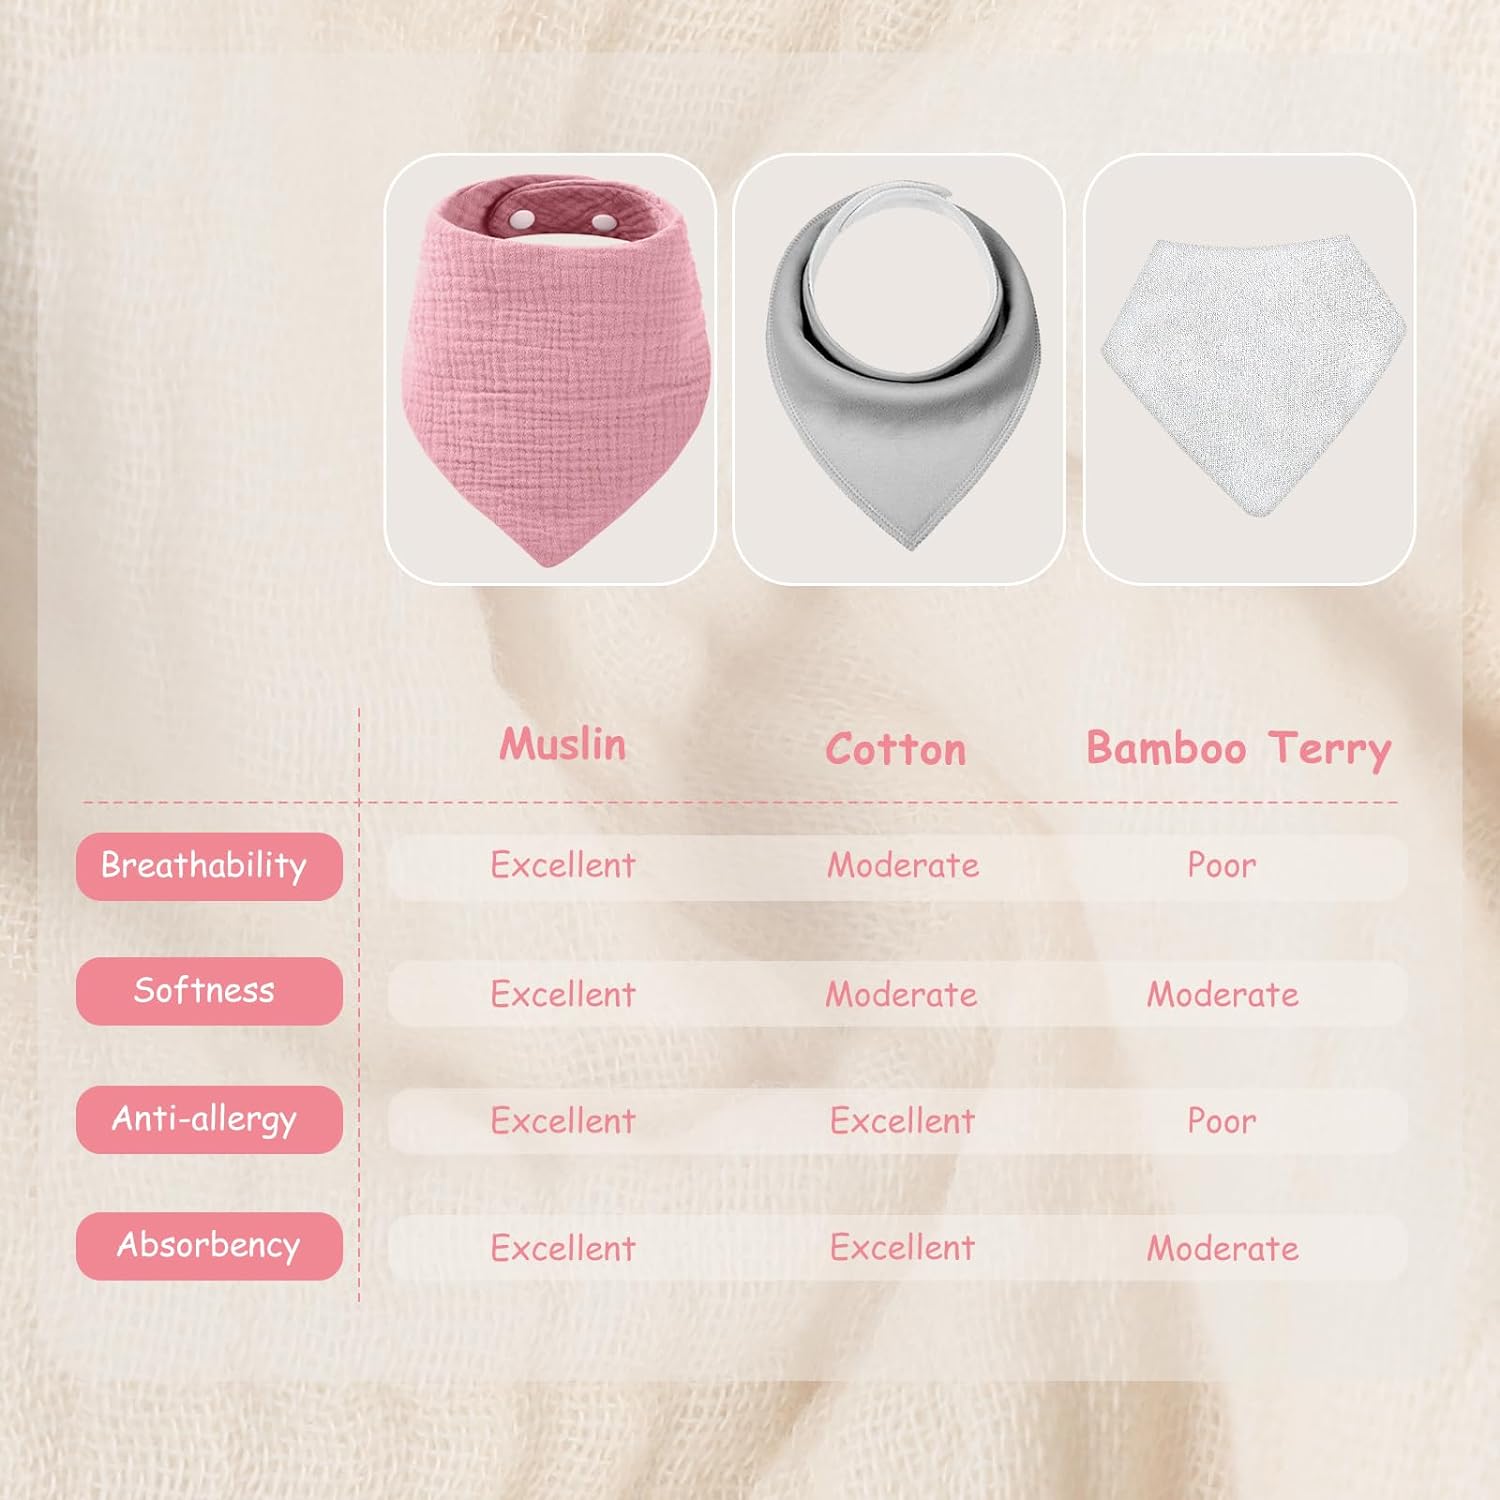 Muslin Cotton Bamboo Terry
Breathability Excellent Moderate Poor
Softness Excellent Moderate Moderate
Anti-allergy Excellent Excellent Poor
Absorbency Excellent Excellent Moderate